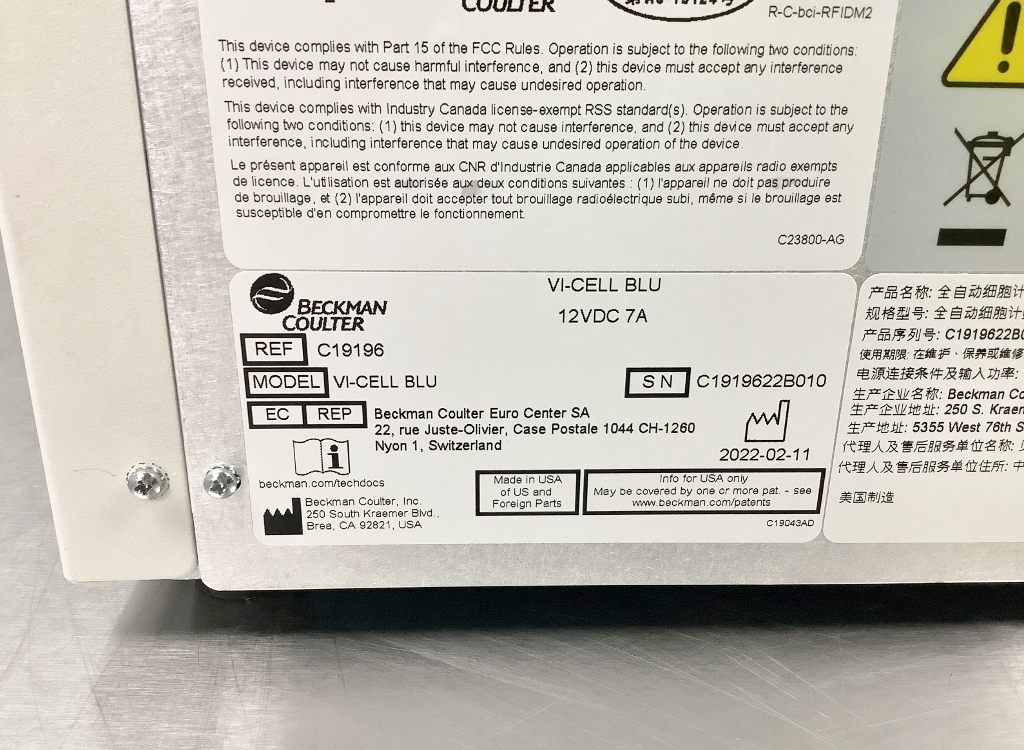 COULTER
R-C-bci-RFIDM2
This device complies with Part 15 of the FCC Rules. Operation is subject to the following two conditions:
(1) This device may not cause harmful interference, and (2) this device must accept any interference
received, including interference that may cause undesired operation.
This device complies with Industry Canada license-exempt RSS standard(s). Operation is subject to the
following two conditions: (1) this device may not cause interference, and (2) this device must accept any
interference, including interference that may cause undesired operation of the device.
Le présent appareil est conforme aux CNR d'Industrie Canada applicables aux appareils radio exempts
de licence. L'utilisation est autorisée aux deux conditions suivantes : (1) l'appareil ne doit pas produire
de brouillage, et (2) l'appareil doit accepter tout brouillage radioélectrique subi, même si le brouillage est
susceptible d'en compromettre le fonctionnement.
C23800-AG
BECKMAN
COULTER
VI-CELL BLU
12VDC 7A
REF C19196
MODEL VI-CELL BLU
SN C1919622B010
EC REP Beckman Coulter Euro Center SA
22, rue Juste-Olivier, Case Postale 1044 CH-1260
Nyon 1, Switzerland
2022-02-11
beckman.com/techdocs
Beckman Coulter, Inc.
250 South Kraemer Blvd.,
Brea, CA 92821, USA
Made in USA
of US and
Foreign Parts
Info for USA only
May be covered by one or more pat. - see
www.beckman.com/patents
C19043AD
产品名称: 全自动细胞计
规格型号: 全自动细胞计
产品序列号: C1919622B0
使用期限: 在维护、保养或维修
电源连接条件及输入功率:
生产企业名称: Beckman Co
生产企业地址: 250 S. Kraem
生产地址: 5355 West 76th S
代理人及售后服务单位名称:
代理人及售后服务单位住所: 中
美国制造